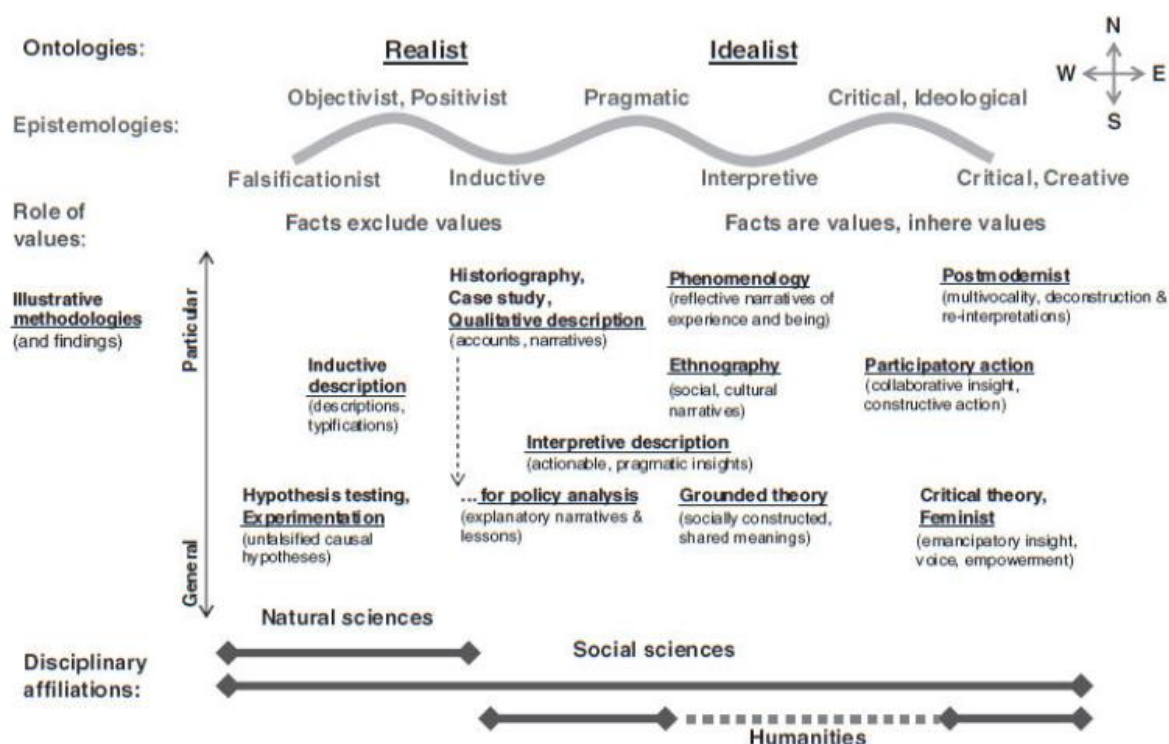 Ontologies:
Realist
Idealist
N
W
E
S
Objectivist, Positivist
Pragmatic
Critical, Ideological
Epistemologies:
Falsificationist
Inductive
Interpretive
Critical, Creative
Role of
values:
Facts exclude values
Facts are values, inhere values
Illustrative
methodologies
(and findings)
Particular
General
Historiography,
Case study,
Qualitative description
(accounts, narratives)
Phenomenology
(reflective narratives of
experience and being)
Postmodernist
(multivocality, deconstruction &
re-interpretations)
Inductive
description
(descriptions,
typifications)
Ethnography
(social, cultural
narratives)
Participatory action
(collaborative insight,
constructive action)
Interpretive description
(actionable, pragmatic insights)
Hypothesis testing,
Experimentation
(unfalsified causal
hypotheses)
... for policy analysis
(explanatory narratives &
lessons)
Grounded theory
(socially constructed,
shared meanings)
Critical theory,
Feminist
(emancipatory insight,
voice, empowerment)
Natural sciences
Social sciences
Disciplinary
affiliations:
Humanities